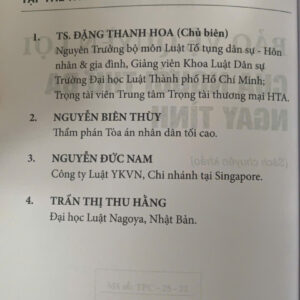 1. TS. ĐẶNG THANH HOA (Chủ biên)
Nguyên Trưởng bộ môn Luật Tố tụng dân sự - Hôn
nhân & gia đình, Giảng viên Khoa Luật Dân sự
Trường Đại học Luật Thành phố Hồ Chí Minh;
Trọng tài viên Trung tâm Trọng tài thương mại HTA.
2. NGUYỄN BIÊN THÙY
Thẩm phán Tòa án nhân dân tối cao.
3. NGUYỄN ĐỨC NAM
Công ty Luật YKVN, Chi nhánh tại Singapore.
4. TRẦN THỊ THU HẰNG
Đại học Luật Nagoya, Nhật Bản.